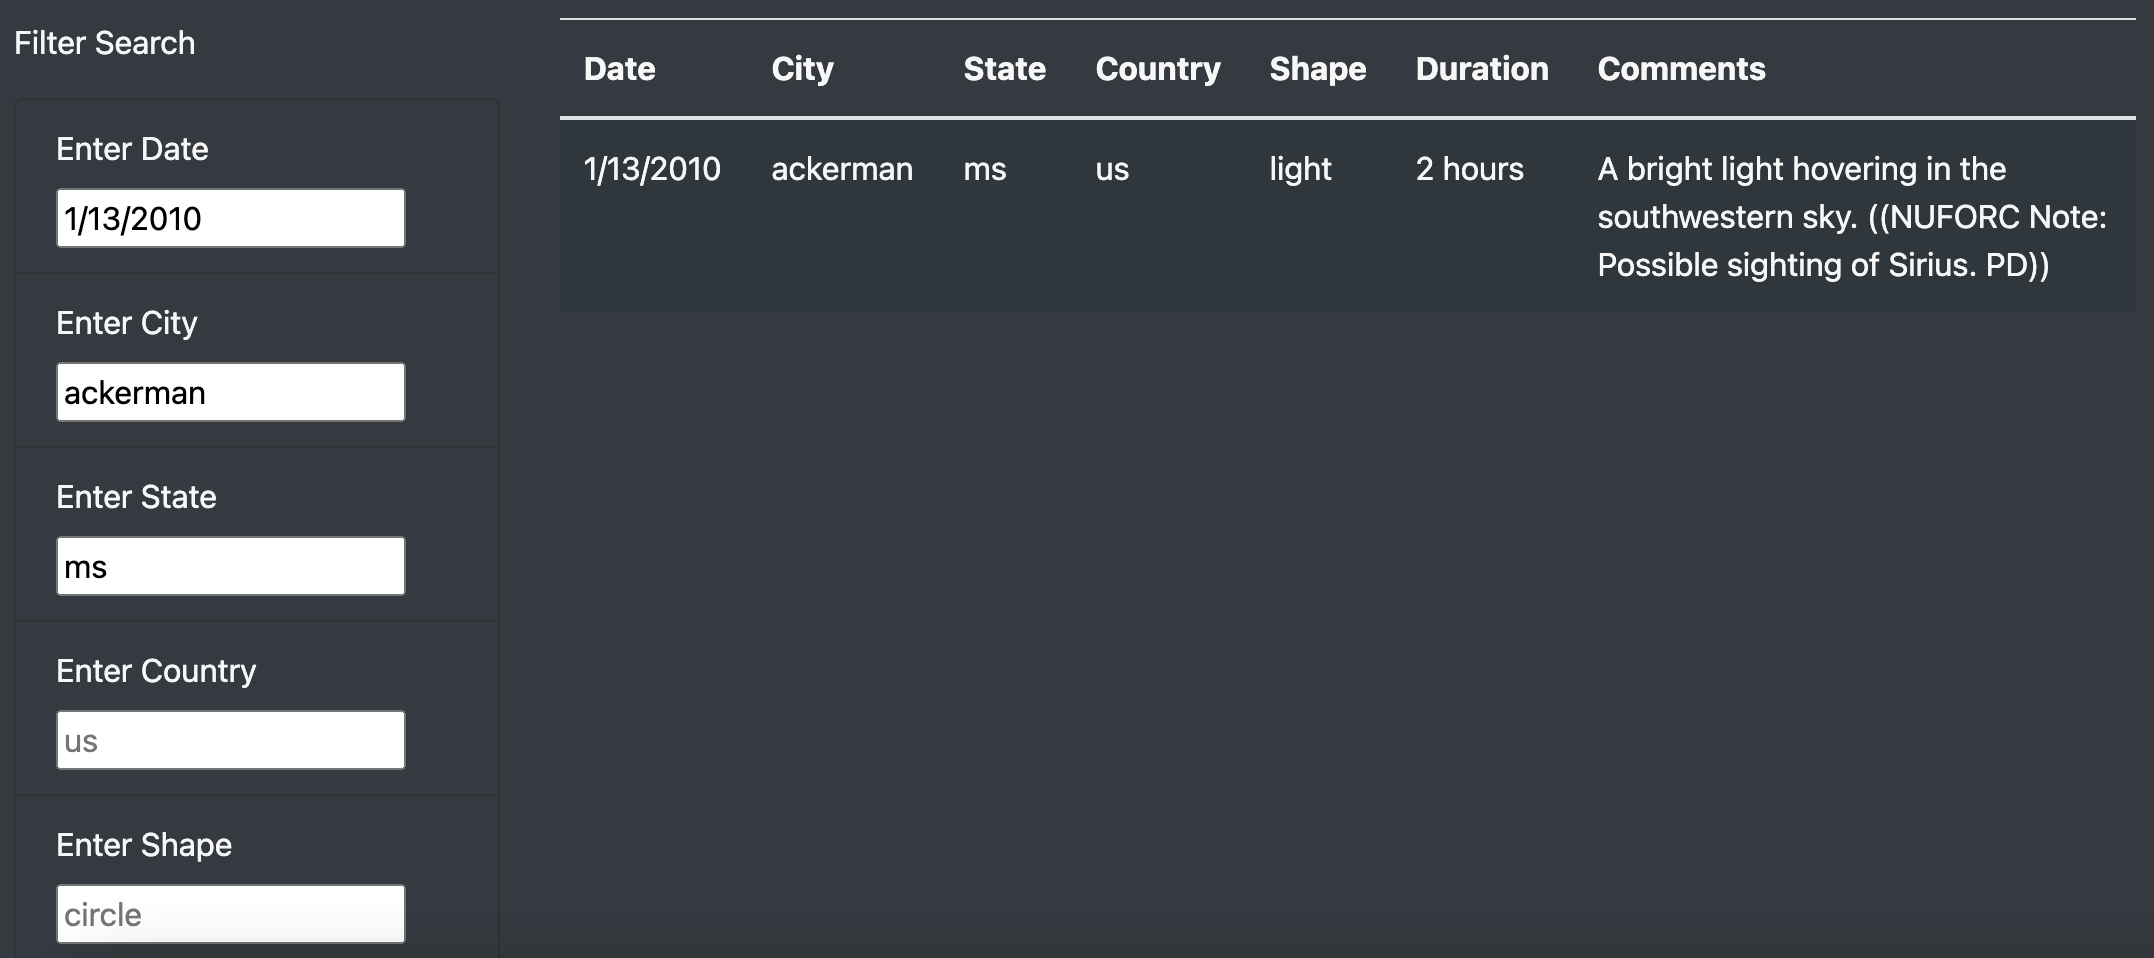 Filter Search
Enter Date
1/13/2010
Enter City
ackerman
Enter State
ms
Enter Country
us
Enter Shape
circle
Date City State Country Shape Duration Comments
1/13/2010 ackerman ms us light 2 hours A bright light hovering in the
southwestern sky. ((NUFORC Note:
Possible sighting of Sirius. PD))